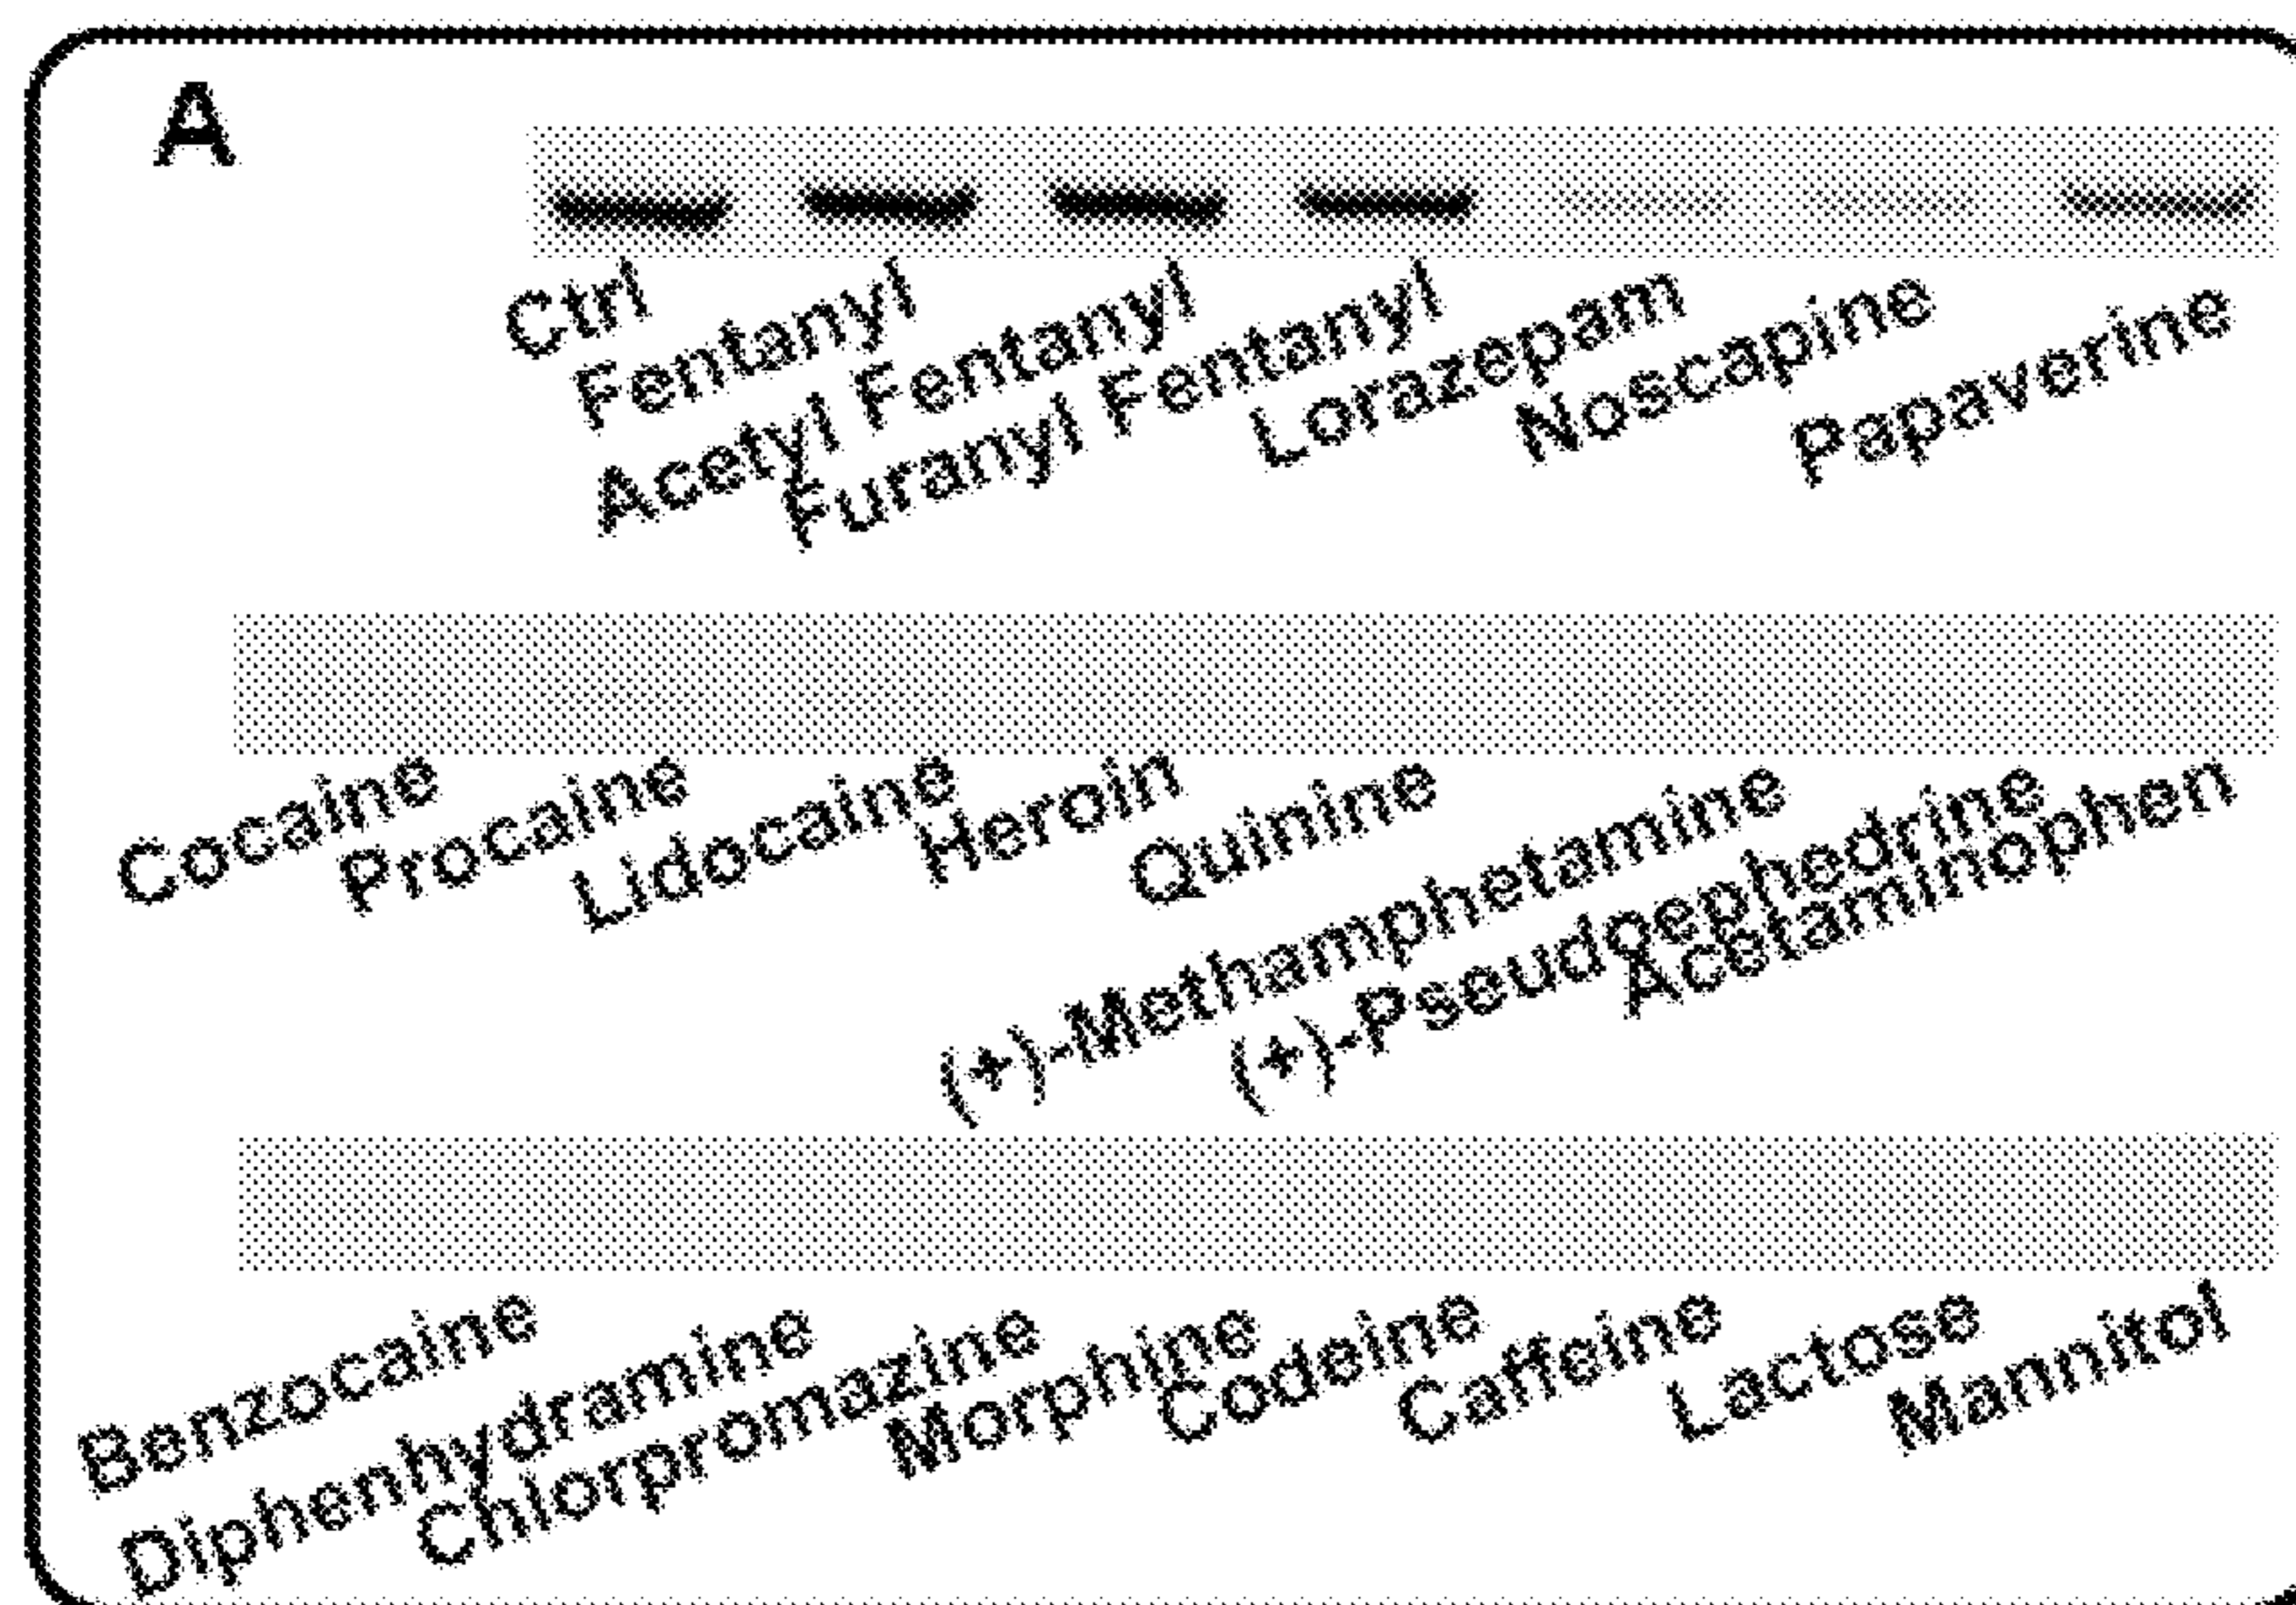 A
Ctrl
Fentanyl
Acetyl Fentanyl
Furanyl Fentanyl
Lorazepam
Noscapine
Papaverine
Cocaine
Procaine
Lidocaine
Heroin
Quinine
(+)-Methamphetamine
(+)-Pseudoephedrine
Acetaminophen
Benzocaine
Diphenhydramine
Chlorpromazine
Morphine
Codeine
Caffeine
Lactose
Mannitol